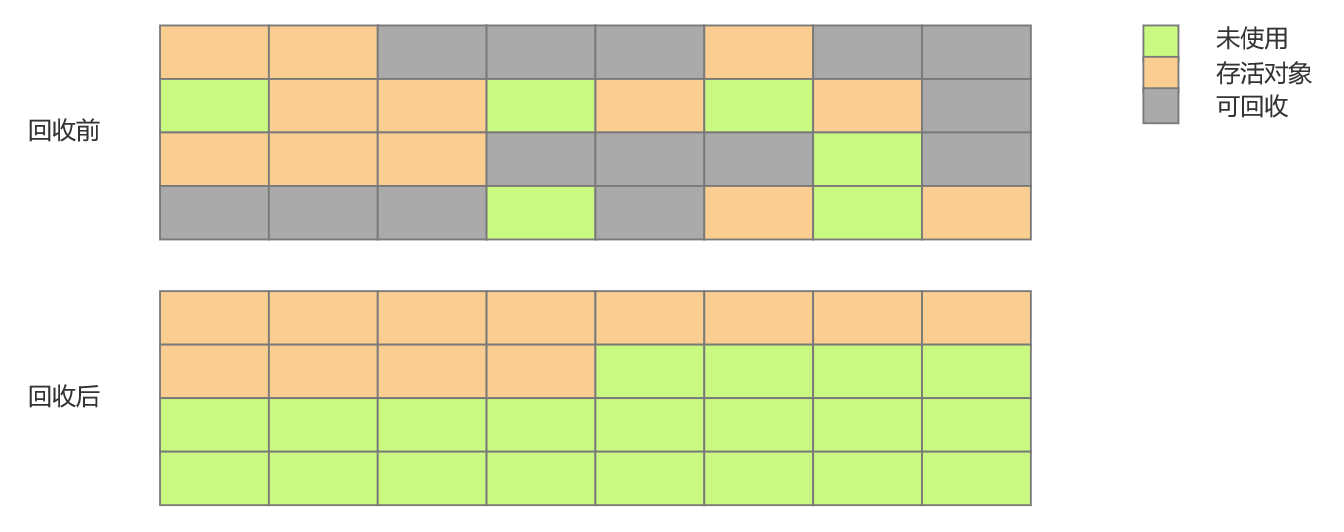 未使用
存活对象
可回收
回收前
回收后